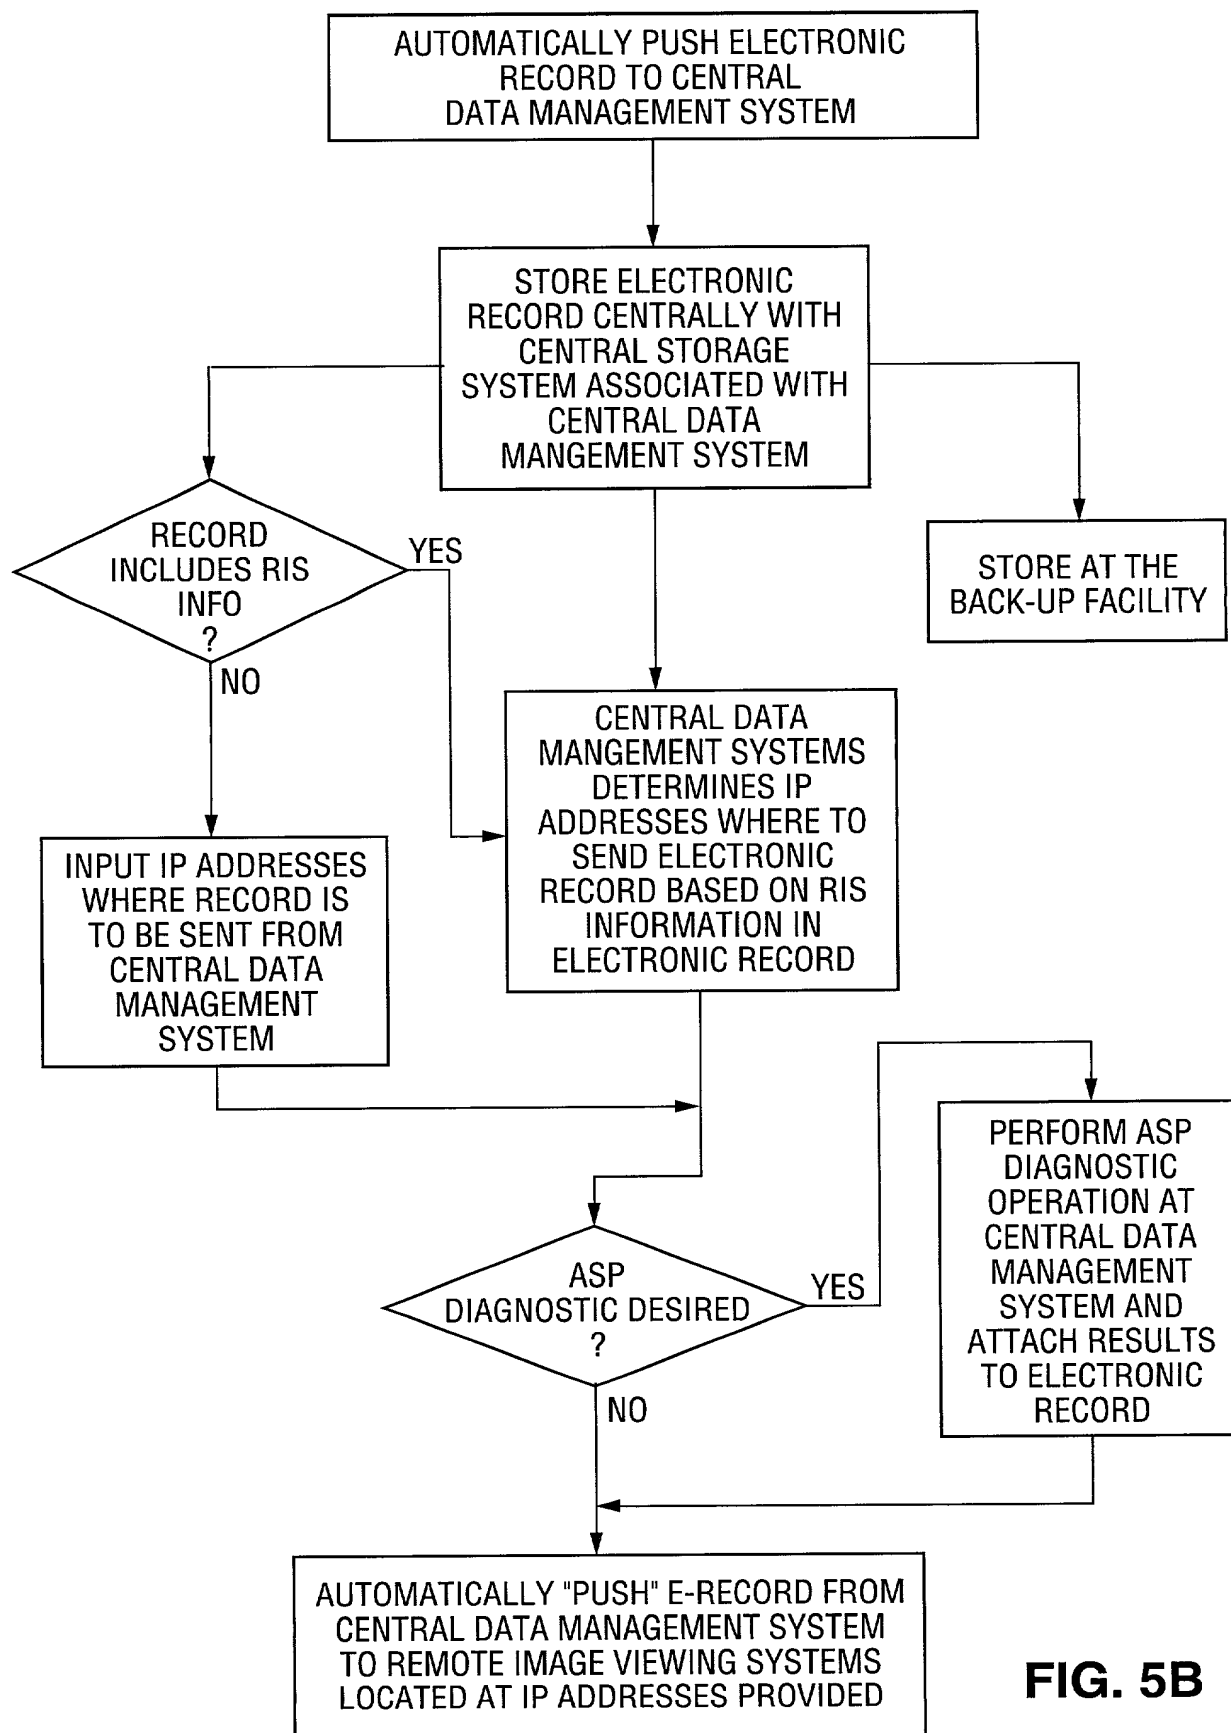 AUTOMATICALLY PUSH ELECTRONIC
RECORD TO CENTRAL
DATA MANAGEMENT SYSTEM
STORE ELECTRONIC
RECORD CENTRALLY WITH
CENTRAL STORAGE
SYSTEM ASSOCIATED WITH
CENTRAL DATA
MANGEMENT SYSTEM
RECORD
INCLUDES RIS
INFO
?
YES
NO
STORE AT THE
BACK-UP FACILITY
CENTRAL DATA
MANGEMENT SYSTEMS
DETERMINES IP
ADDRESSES WHERE TO
SEND ELECTRONIC
RECORD BASED ON RIS
INFORMATION IN
ELECTRONIC RECORD
INPUT IP ADDRESSES
WHERE RECORD IS
TO BE SENT FROM
CENTRAL DATA
MANAGEMENT
SYSTEM
ASP
DIAGNOSTIC DESIRED
?
YES
NO
PERFORM ASP
DIAGNOSTIC
OPERATION AT
CENTRAL DATA
MANAGEMENT
SYSTEM AND
ATTACH RESULTS
TO ELECTRONIC
RECORD
AUTOMATICALLY "PUSH" E-RECORD FROM
CENTRAL DATA MANAGEMENT SYSTEM
TO REMOTE IMAGE VIEWING SYSTEMS
LOCATED AT IP ADDRESSES PROVIDED
FIG. 5B